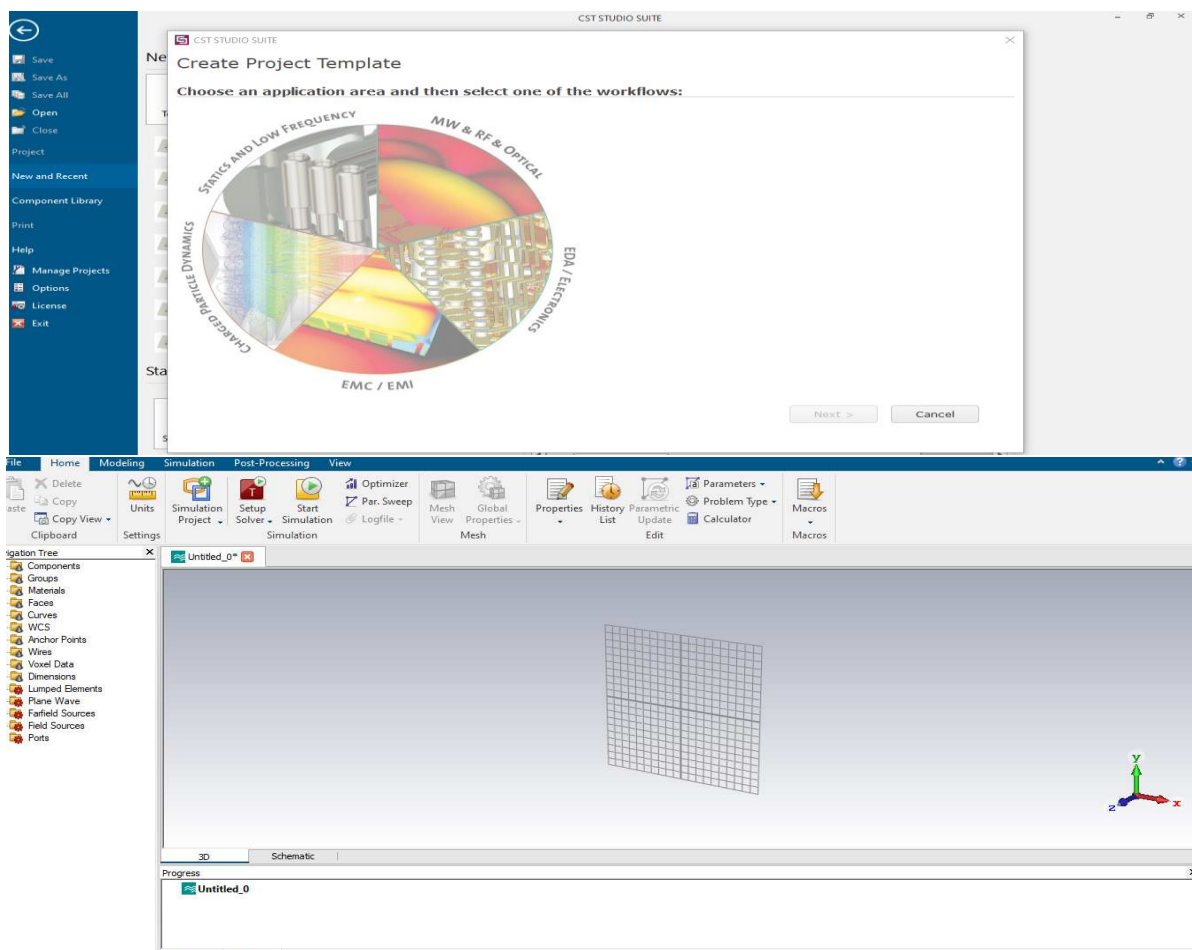 CST STUDIO SUITE
CST STUDIO SUITE
Create Project Template
Choose an application area and then select one of the workflows:
STATICS AND LOW FREQUENCY
MW & RF & OPTICAL
EDA / ELECTRONICS
EMC / EMI
CHARGED PARTICLE DYNAMICS
Next >
Cancel
Save
Save As
Save All
Open
Close
Project
New and Recent
Component Library
Print
Help
Manage Projects
Options
License
Exit
Ne
Sta
File Home Modeling Simulation Post-Processing View
aste
Delete
Copy
Copy View
Clipboard
Units
Settings
Simulation Project
Setup Solver
Start Simulation
Optimizer
Par. Sweep
Logfile
Simulation
Mesh View
Global Properties
Mesh
Properties
History List
Parametric Update
Parameters
Problem Type
Calculator
Edit
Macros
Macros
vigation Tree
Components
Groups
Materials
Faces
Curves
WCS
Anchor Points
Wires
Voxel Data
Dimensions
Lumped Elements
Plane Wave
Farfield Sources
Field Sources
Ports
Untitled_0*
y
x
z
3D Schematic
Progress
Untitled_0